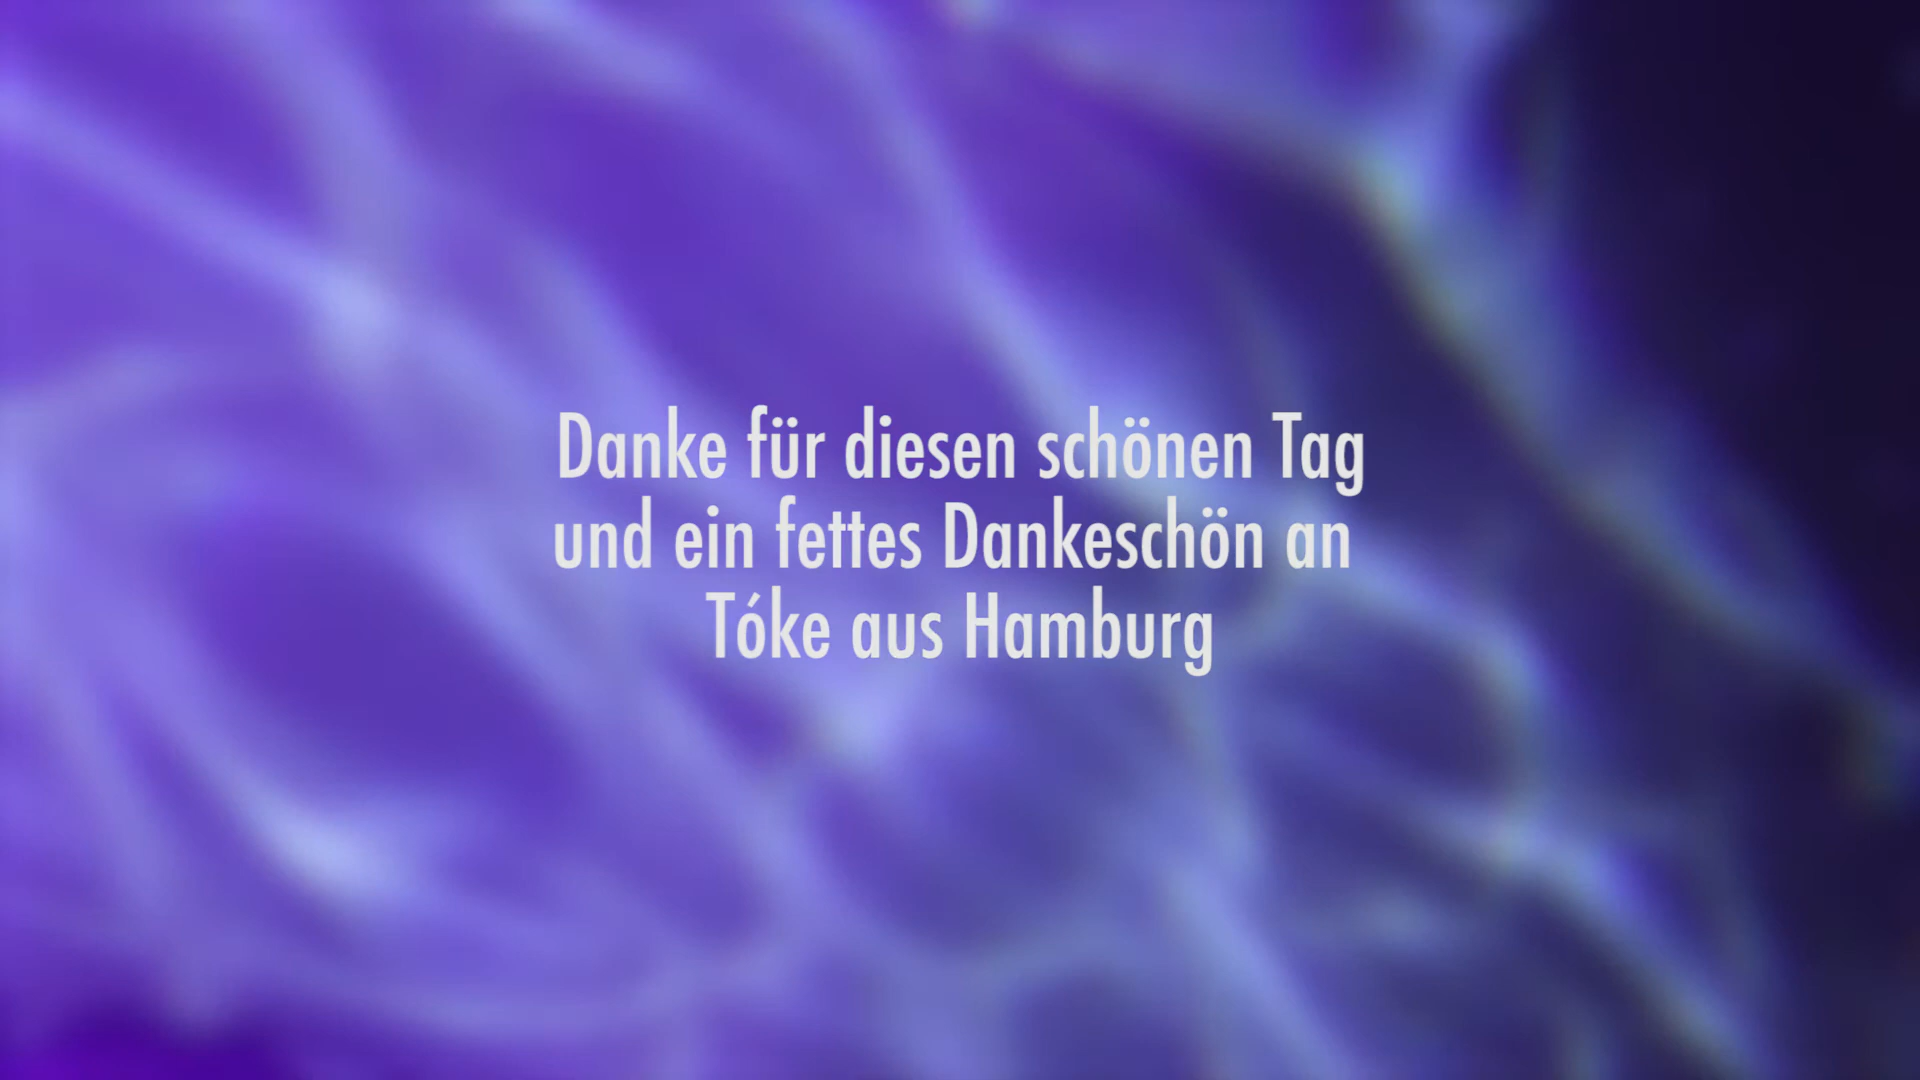 Danke für diesen schönen Tag
und ein fettes Dankeschön an
Tóke aus Hamburg